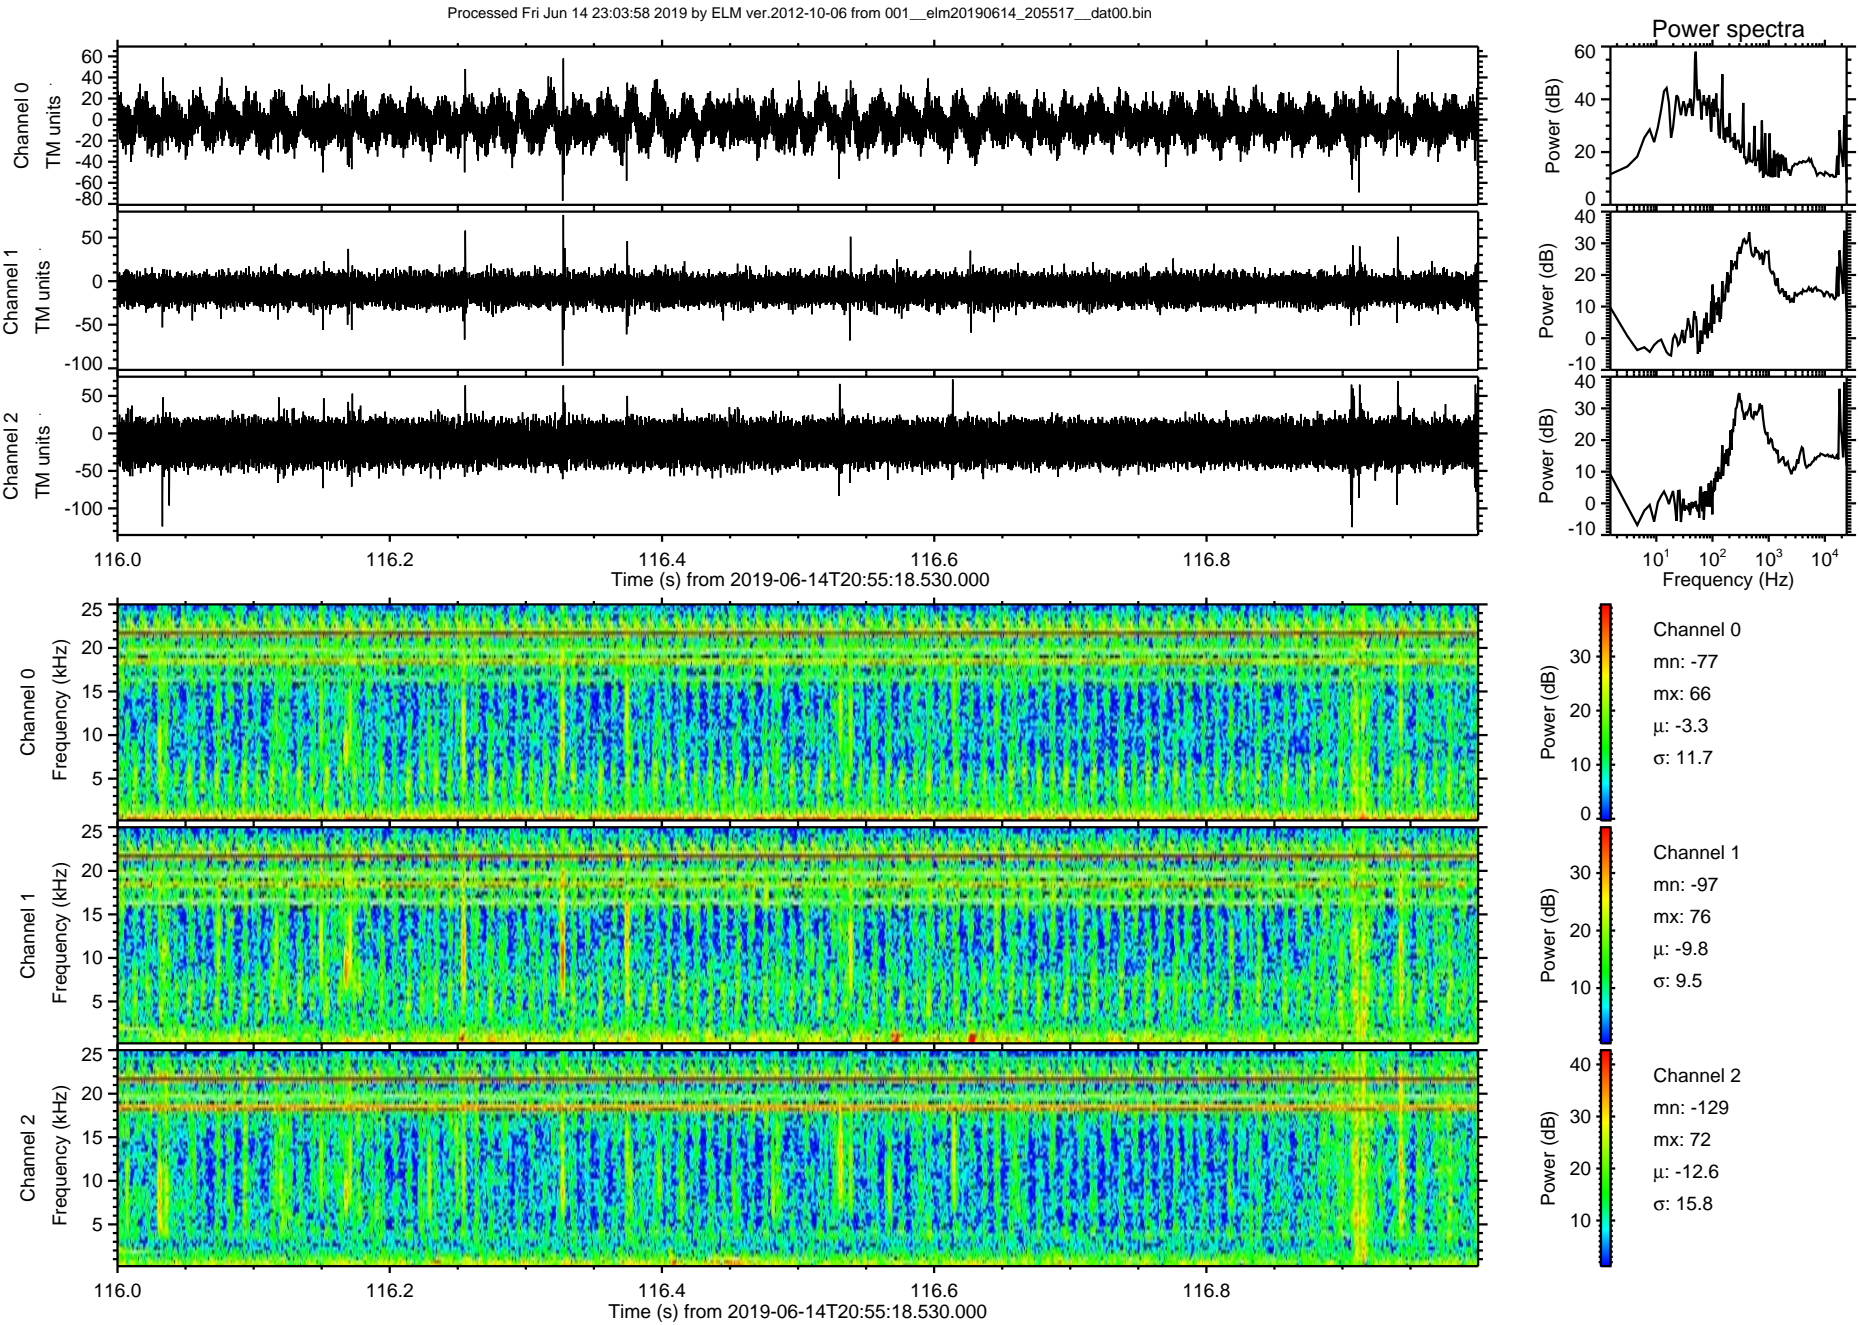 Processed Fri Jun 14 23:03:58 2019 by ELM ver.2012-10-06 from 001__elm20190614_205517__dat00.bin
Power spectra
Channel 0
TM units
60
40
20
0
-20
-40
-60
-80
Power (dB)
60
40
20
0
Channel 1
TM units
50
0
-50
-100
Power (dB)
40
30
20
10
0
-10
Channel 2
TM units
50
0
-50
-100
Power (dB)
40
30
20
10
0
-10
116.0 116.2 116.4 116.6 116.8
Time (s) from 2019-06-14T20:55:18.530.000
10^1 10^2 10^3 10^4
Frequency (Hz)
Channel 0
Frequency (kHz)
25
20
15
10
5
Power (dB)
30
20
10
0
Channel 0
mn: -77
mx: 66
μ: -3.3
σ: 11.7
Channel 1
Frequency (kHz)
25
20
15
10
5
Power (dB)
30
20
10
Channel 1
mn: -97
mx: 76
μ: -9.8
σ: 9.5
Channel 2
Frequency (kHz)
25
20
15
10
5
Power (dB)
40
30
20
10
Channel 2
mn: -129
mx: 72
μ: -12.6
σ: 15.8
116.0 116.2 116.4 116.6 116.8
Time (s) from 2019-06-14T20:55:18.530.000